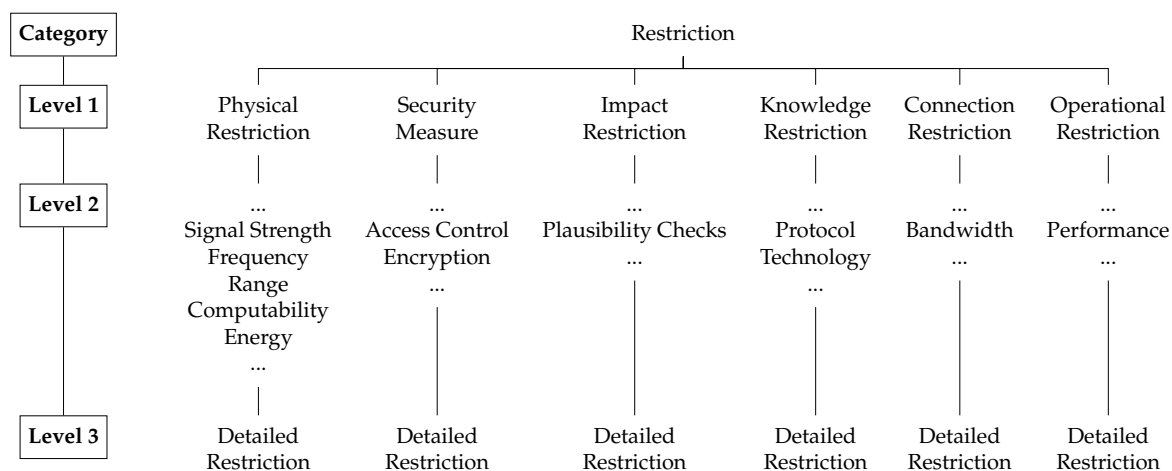 Category
Restriction
Level 1
Physical
Restriction
Security
Measure
Impact
Restriction
Knowledge
Restriction
Connection
Restriction
Operational
Restriction
Level 2
...
Signal Strength
Frequency
Range
Computability
Energy
...
...
Access Control
Encryption
...
...
Plausibility Checks
...
...
Protocol
Technology
...
...
Bandwidth
...
...
Performance
...
Level 3
Detailed
Restriction
Detailed
Restriction
Detailed
Restriction
Detailed
Restriction
Detailed
Restriction
Detailed
Restriction